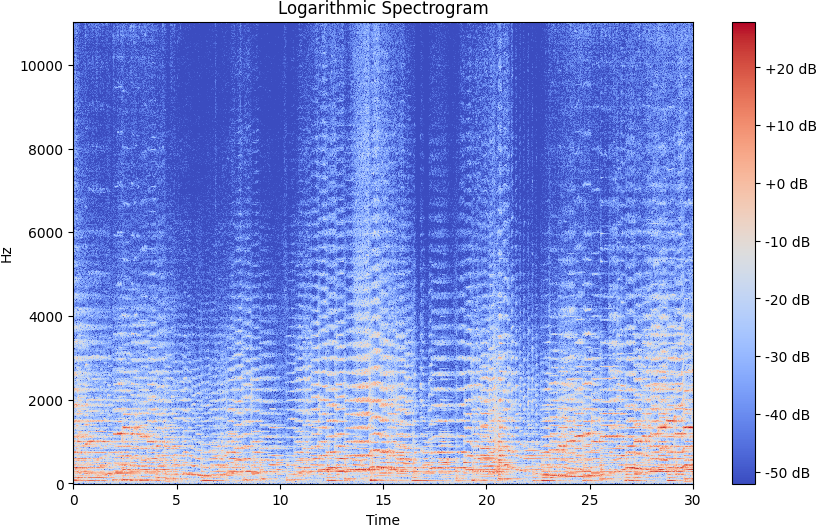 Logarithmic Spectrogram
Hz
10000
8000
6000
4000
2000
0
0 5 10 15 20 25 30
Time
+20 dB
+10 dB
+0 dB
-10 dB
-20 dB
-30 dB
-40 dB
-50 dB